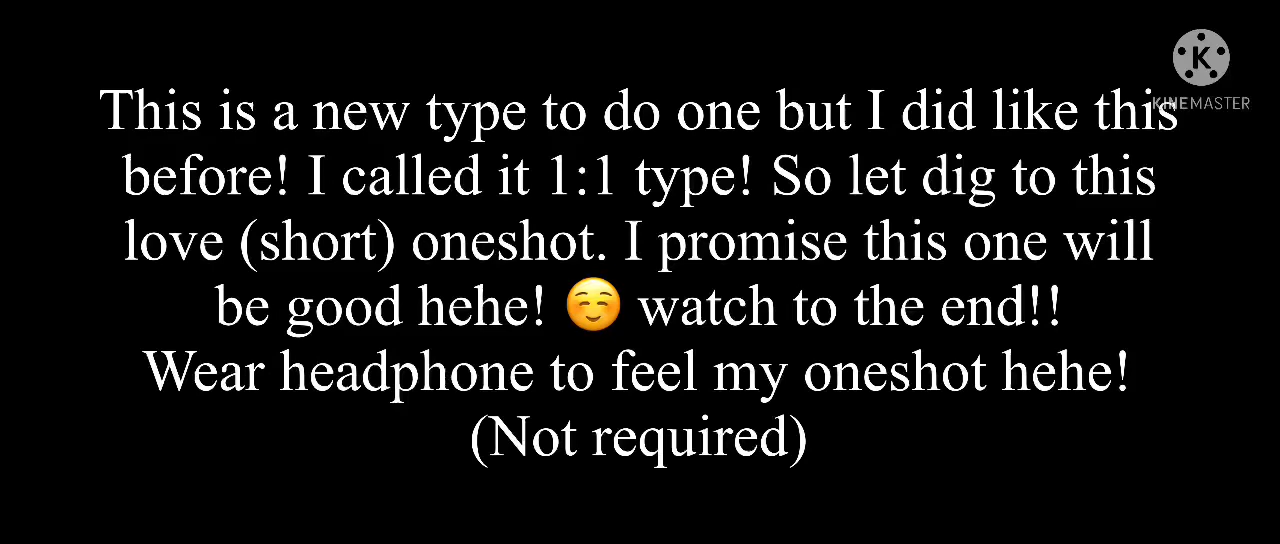 K
KINEMASTER
This is a new type to do one but I did like this
before! I called it 1:1 type! So let dig to this
love (short) oneshot. I promise this one will
be good hehe! ☺️ watch to the end!!
Wear headphone to feel my oneshot hehe!
(Not required)